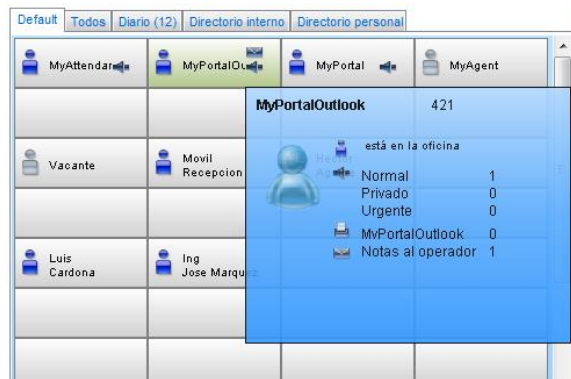 Default Todos Diario (12) Directorio interno Directorio personal
MyAttendan MyPortalOu MyPortal MyAgent
MyPortalOutlook 421
está en la oficina
Vacante
Movil
Recepcion
Normal 1
Privado 0
Urgente 0
MyPortalOutlook 0
Notas al operador 1
Luis
Cardona
Ing
Jose Marquez